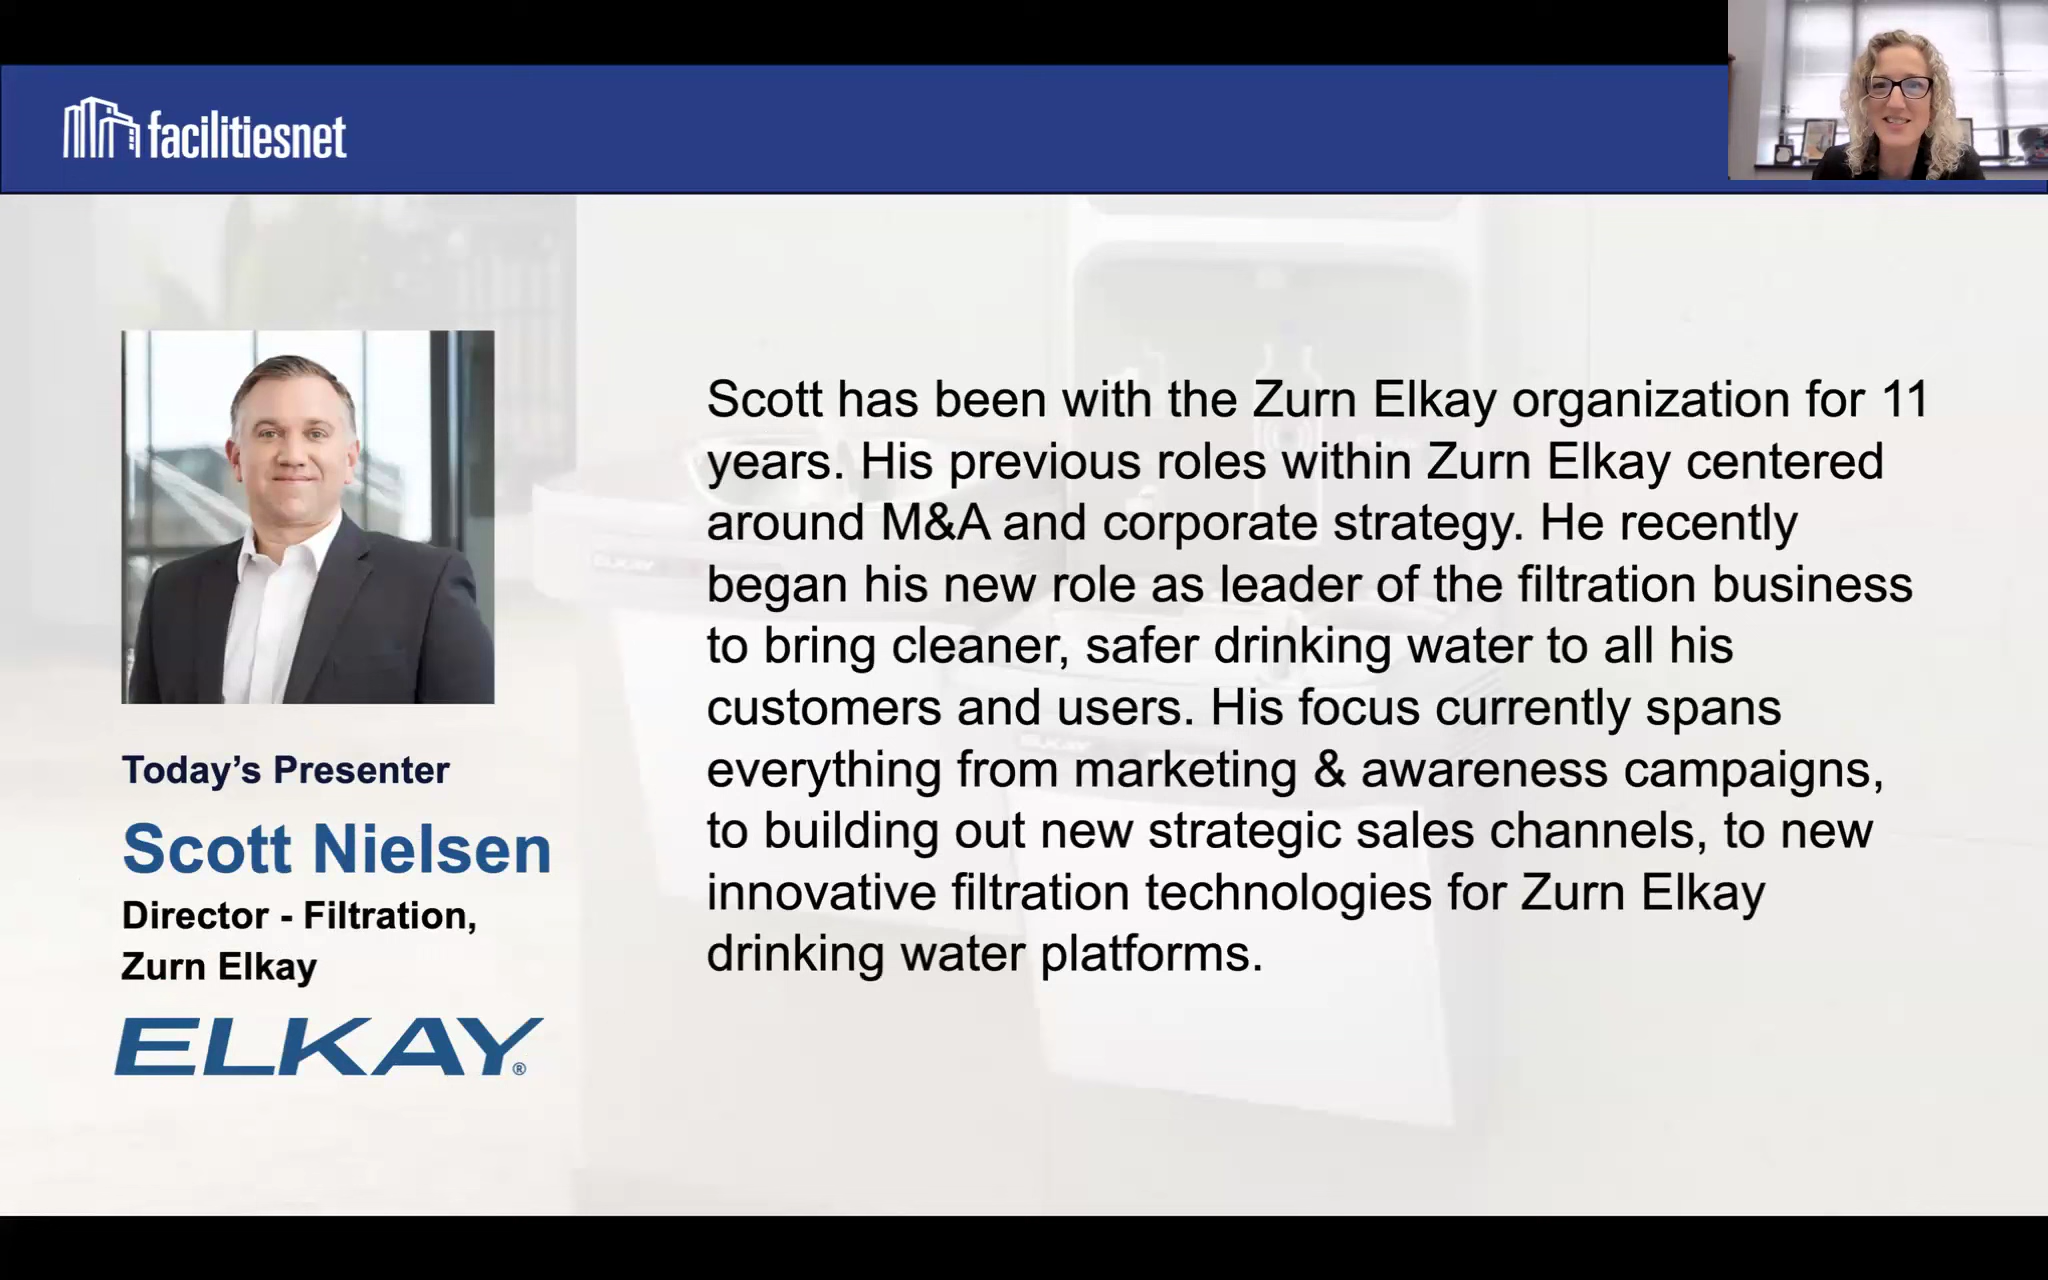 facilitiesnet
Scott has been with the Zurn Elkay organization for 11
years. His previous roles within Zurn Elkay centered
around M&A and corporate strategy. He recently
began his new role as leader of the filtration business
to bring cleaner, safer drinking water to all his
customers and users. His focus currently spans
everything from marketing & awareness campaigns,
to building out new strategic sales channels, to new
innovative filtration technologies for Zurn Elkay
drinking water platforms.
Today’s Presenter
Scott Nielsen
Director - Filtration,
Zurn Elkay
ELKAY®
ELKAY
ELKAY